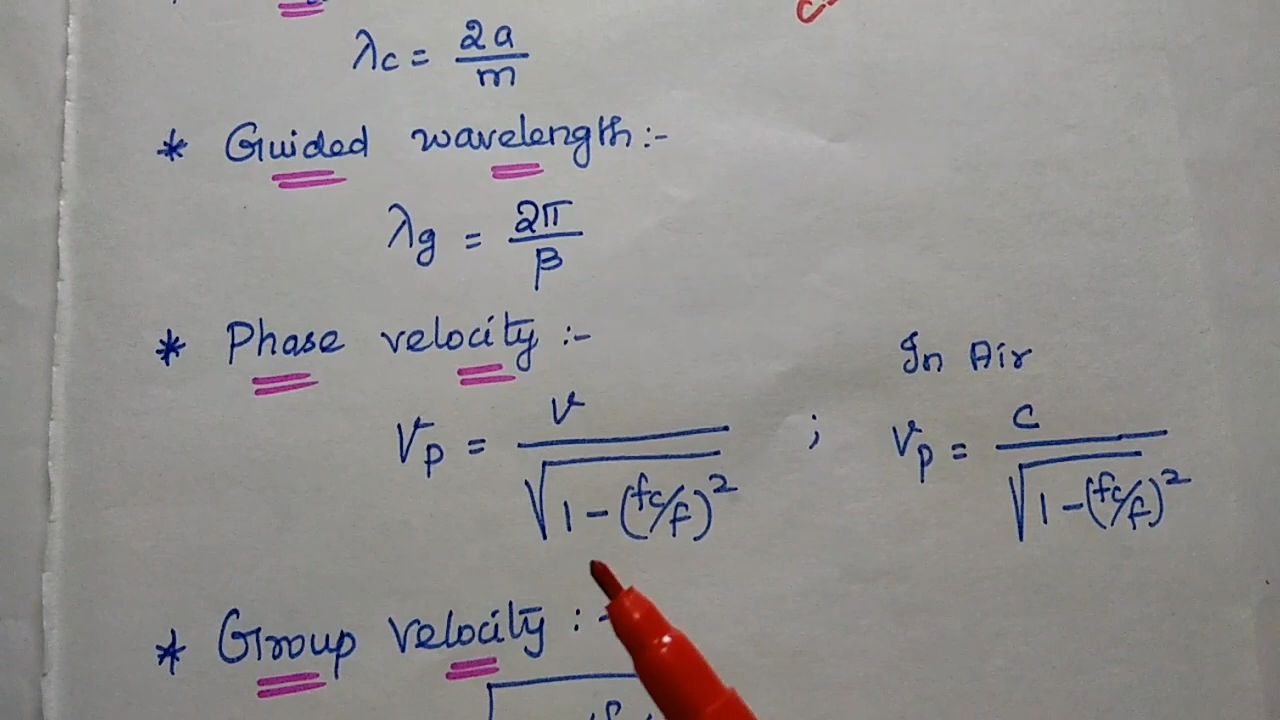 λc = 2a/m
* Guided wavelength:-
λg = 2π/β
* Phase velocity :-
In Air
Vp = v/√1-(fc/f)² ; Vp = c/√1-(fc/f)²
* Group velocity :-